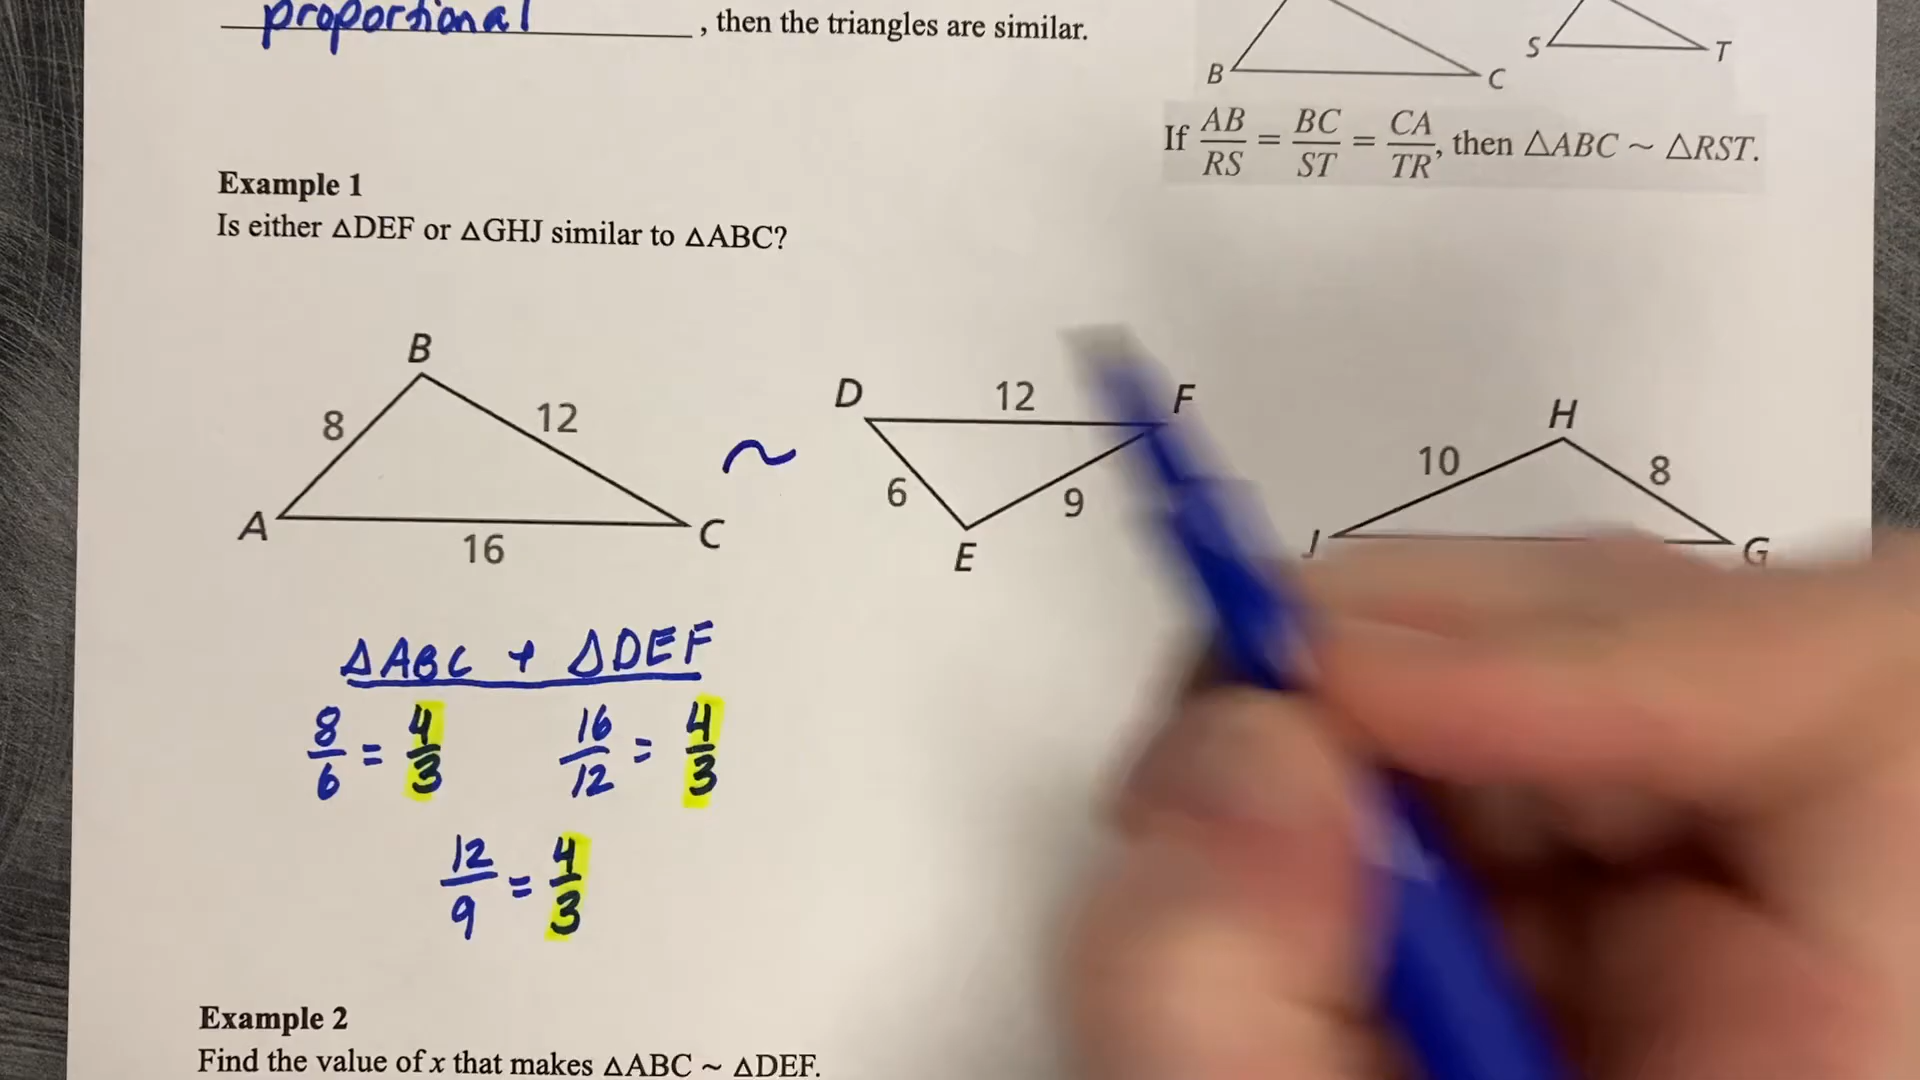 proportional, then the triangles are similar.
B C S T
If AB/RS = BC/ST = CA/TR, then △ABC ~ △RST.
Example 1
Is either △DEF or △GHJ similar to △ABC?
B
8 12
A C
16
~
D 12 F
6 9
E
H
10 8
J G
△ABC + △DEF
8/6 = 4/3 16/12 = 4/3
12/9 = 4/3
Example 2
Find the value of x that makes △ABC ~ △DEF.